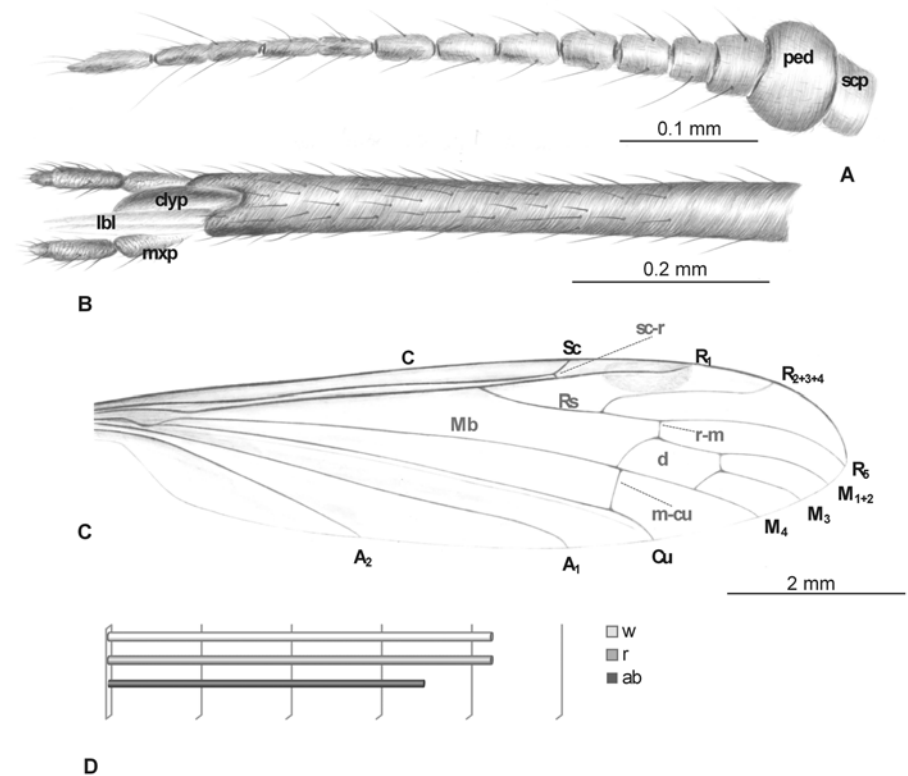 ped
scp
0.1 mm
A
clyp
lbl
mxp
0.2 mm
B
sc-r
C
Sc
R1
R2+3+4
Rs
Mb
r-m
d
R5
M1+2
m-cu
M3
M4
C
A2
A1
Cu
2 mm
w
r
ab
D